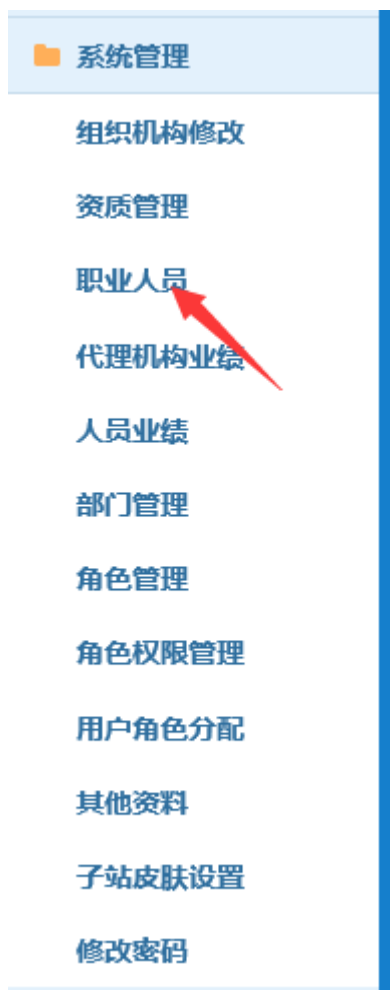 系统管理
组织机构修改
资质管理
职业人员
代理机构业绩
人员业绩
部门管理
角色管理
角色权限管理
用户角色分配
其他资料
子站皮肤设置
修改密码